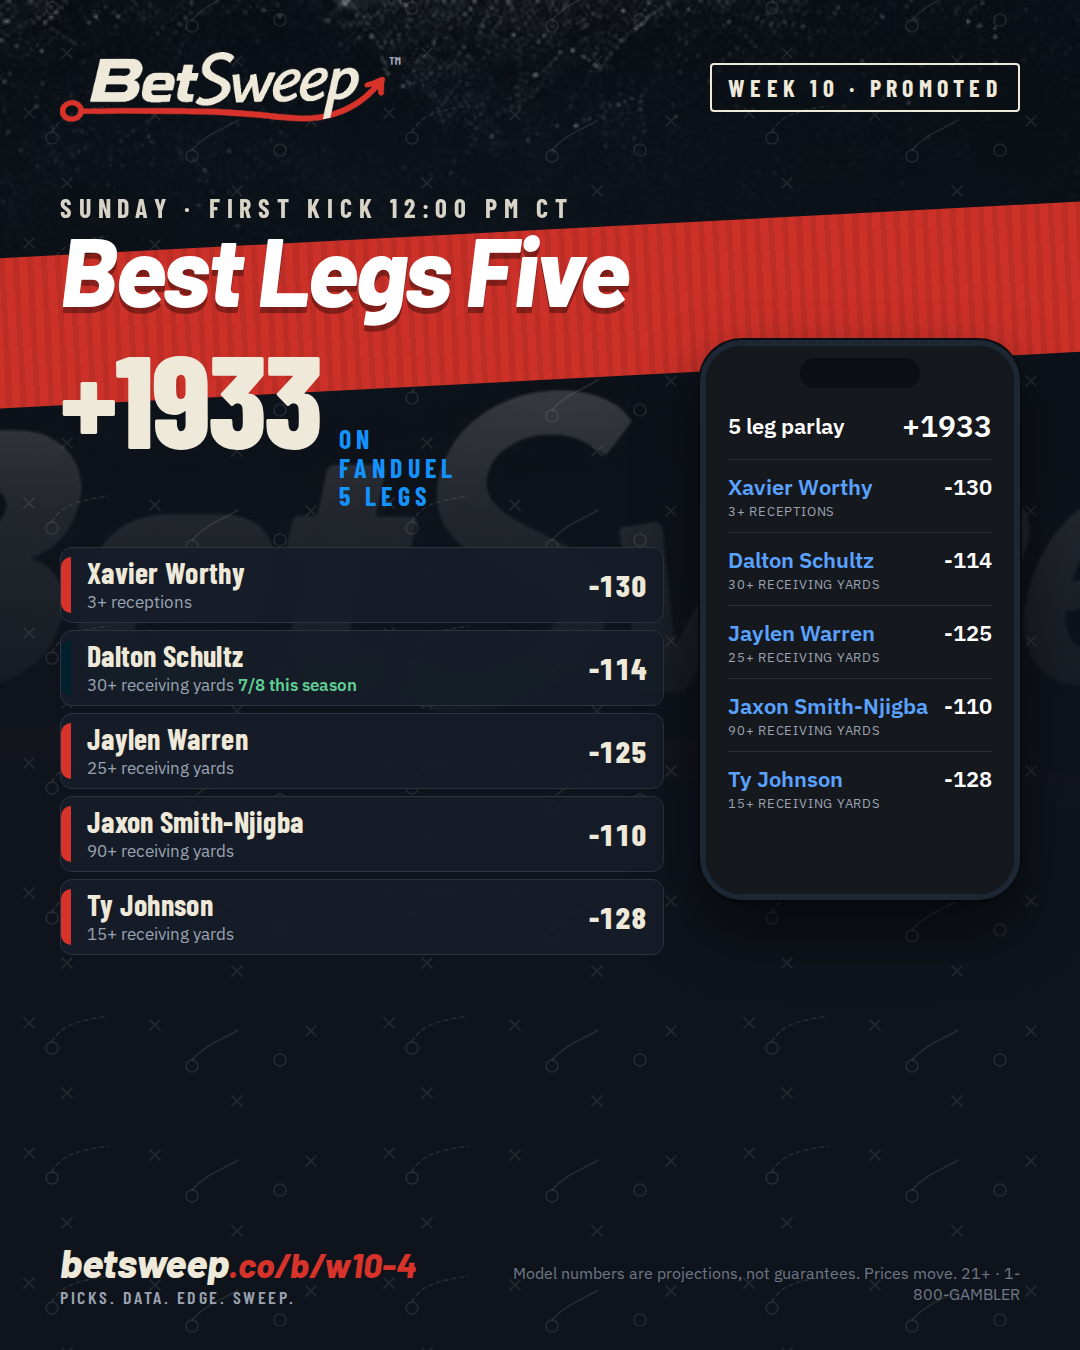 BetSweep™
WEEK 10 · PROMOTED
SUNDAY · FIRST KICK 12:00 PM CT
Best Legs Five
+1933
ON
FANDUEL
5 LEGS
Xavier Worthy
3+ receptions
-130
Dalton Schultz
30+ receiving yards 7/8 this season
-114
Jaylen Warren
25+ receiving yards
-125
Jaxon Smith-Njigba
90+ receiving yards
-110
Ty Johnson
15+ receiving yards
-128
5 leg parlay +1933
Xavier Worthy -130
3+ RECEPTIONS
Dalton Schultz -114
30+ RECEIVING YARDS
Jaylen Warren -125
25+ RECEIVING YARDS
Jaxon Smith-Njigba -110
90+ RECEIVING YARDS
Ty Johnson -128
15+ RECEIVING YARDS
betsweep.co/b/w10-4
PICKS. DATA. EDGE. SWEEP.
Model numbers are projections, not guarantees. Prices move. 21+ · 1-
800-GAMBLER